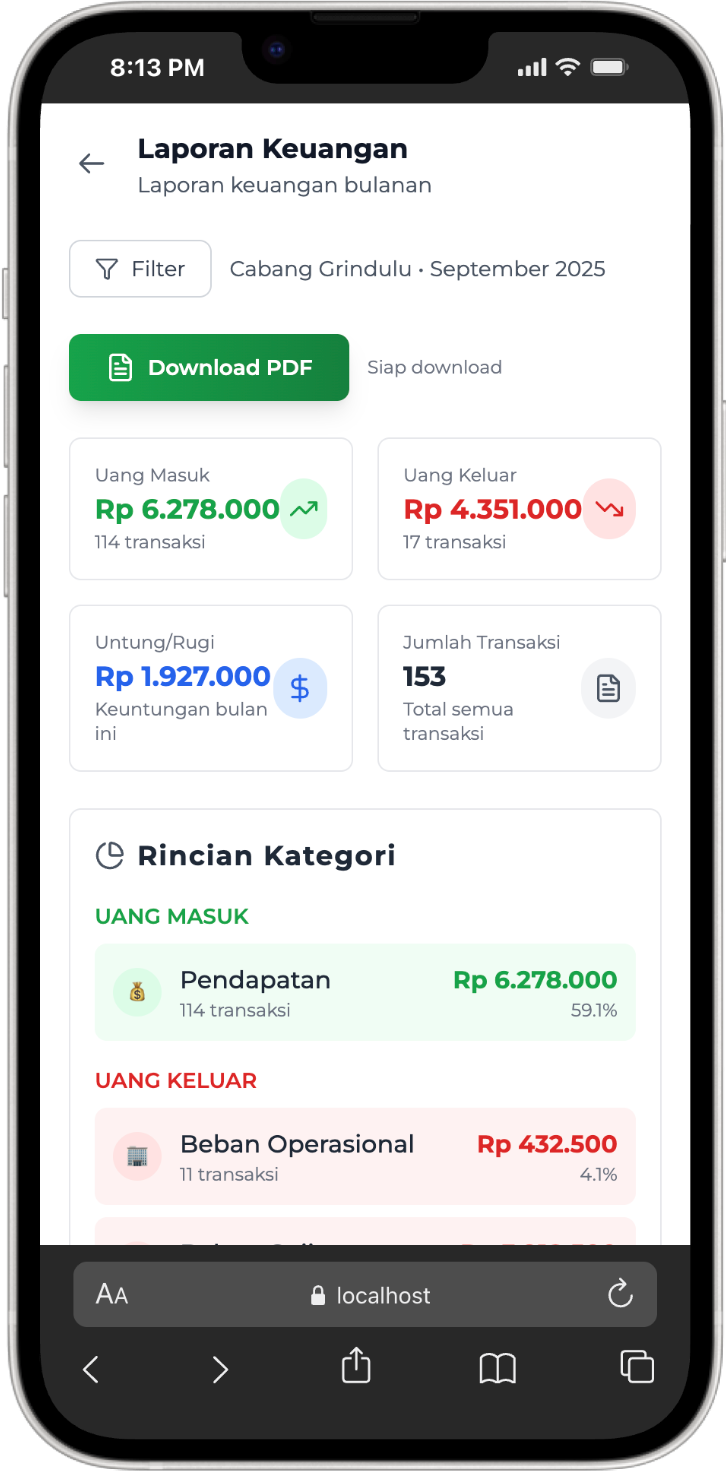 8:13 PM
Laporan Keuangan
Laporan keuangan bulanan
Filter
Cabang Grindulu • September 2025
Download PDF
Siap download
Uang Masuk
Rp 6.278.000
114 transaksi
Uang Keluar
Rp 4.351.000
17 transaksi
Untung/Rugi
Rp 1.927.000
Keuntungan bulan
ini
Jumlah Transaksi
153
Total semua
transaksi
Rincian Kategori
UANG MASUK
Pendapatan
Rp 6.278.000
114 transaksi
59.1%
UANG KELUAR
Beban Operasional
Rp 432.500
11 transaksi
4.1%
AA
localhost